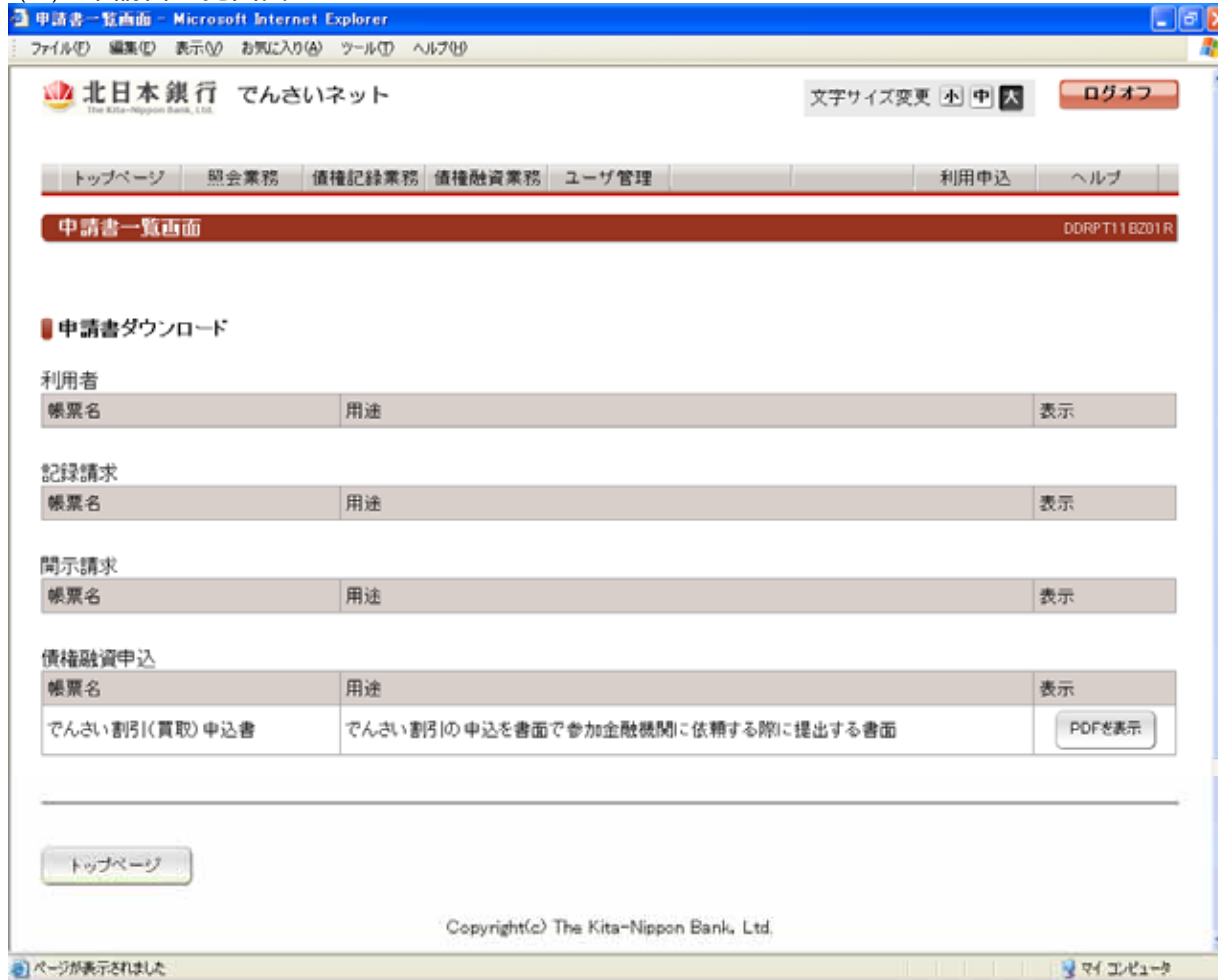 申請書一覧画面 - Microsoft Internet Explorer
ファイル(F) 編集(E) 表示(V) お気に入り(A) ツール(T) ヘルプ(H)
北日本銀行 でんさいネット 文字サイズ変更 小 中 大 ログオフ
The Kita-Nippon Bank, Ltd.
トップページ 照会業務 債権記録業務 債権融資業務 ユーザ管理 利用申込 ヘルプ
申請書一覧画面 DDRPT11BZ01R
申請書ダウンロード
利用者
帳票名 用途 表示
記録請求
帳票名 用途 表示
開示請求
帳票名 用途 表示
債権融資申込
帳票名 用途 表示
でんさい割引(買取)申込書 でんさい割引の申込を書面で参加金融機関に依頼する際に提出する書面 PDFを表示
トップページ
Copyright(c) The Kita-Nippon Bank, Ltd.
ページが表示されました マイ コンピュータ